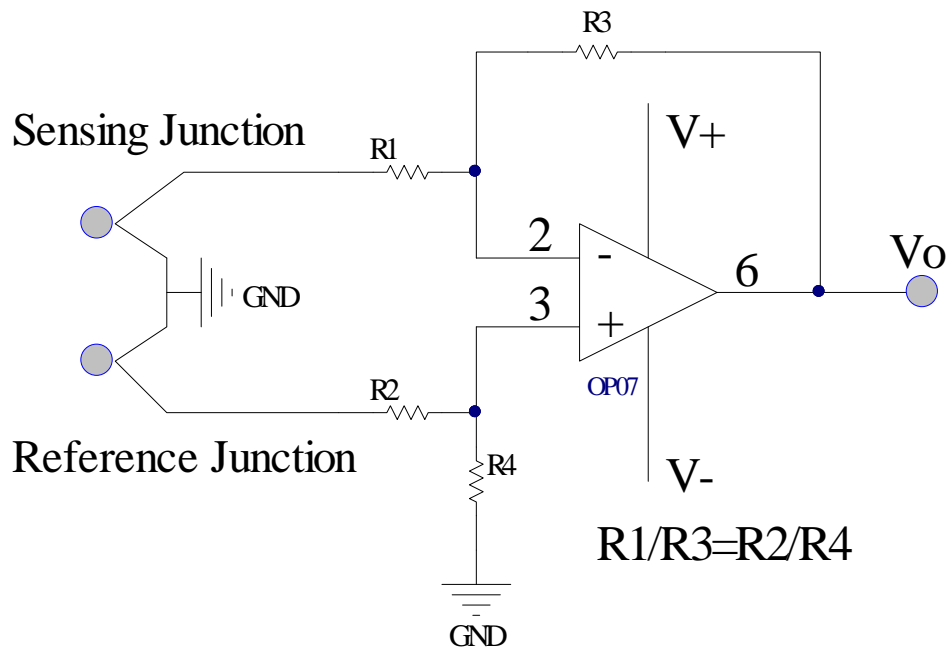 R3
Sensing Junction
V+
R1
2
-
6
Vo
GND
3
+
R2
OP07
Reference Junction
R4
V-
R1/R3=R2/R4
GND